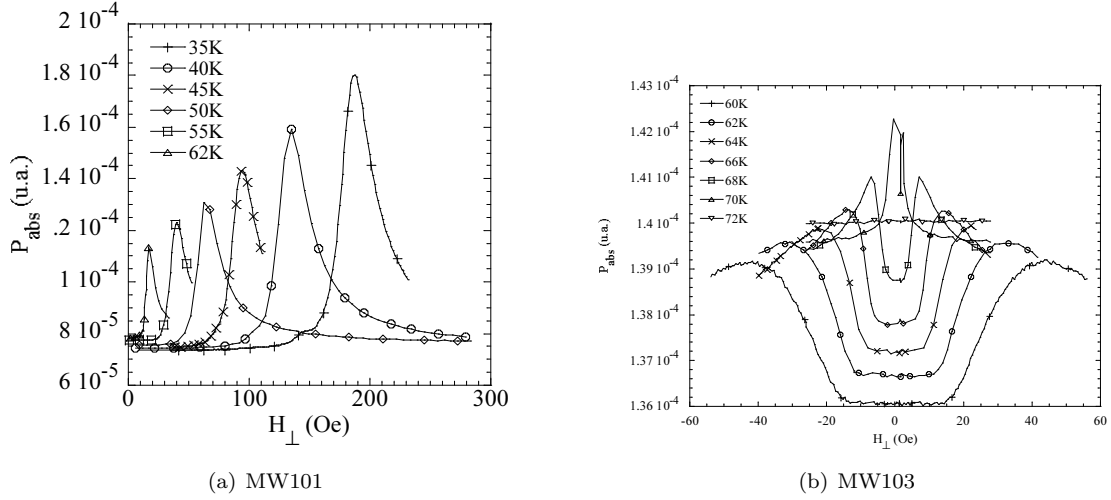 2 10⁻⁴
1.8 10⁻⁴
1.6 10⁻⁴
1.4 10⁻⁴
1 10⁻⁴
8 10⁻⁵
6 10⁻⁵
P_abs (u.a.)
35K
40K
45K
50K
55K
62K
0 100 200 300
H⊥ (Oe)
(a) MW101
1.43 10⁻⁴
1.42 10⁻⁴
1.41 10⁻⁴
1.40 10⁻⁴
1.39 10⁻⁴
1.38 10⁻⁴
1.37 10⁻⁴
1.36 10⁻⁴
P_abs (u.a.)
60K
62K
64K
66K
68K
70K
72K
-60 -40 -20 0 20 40 60
H⊥ (Oe)
(b) MW103